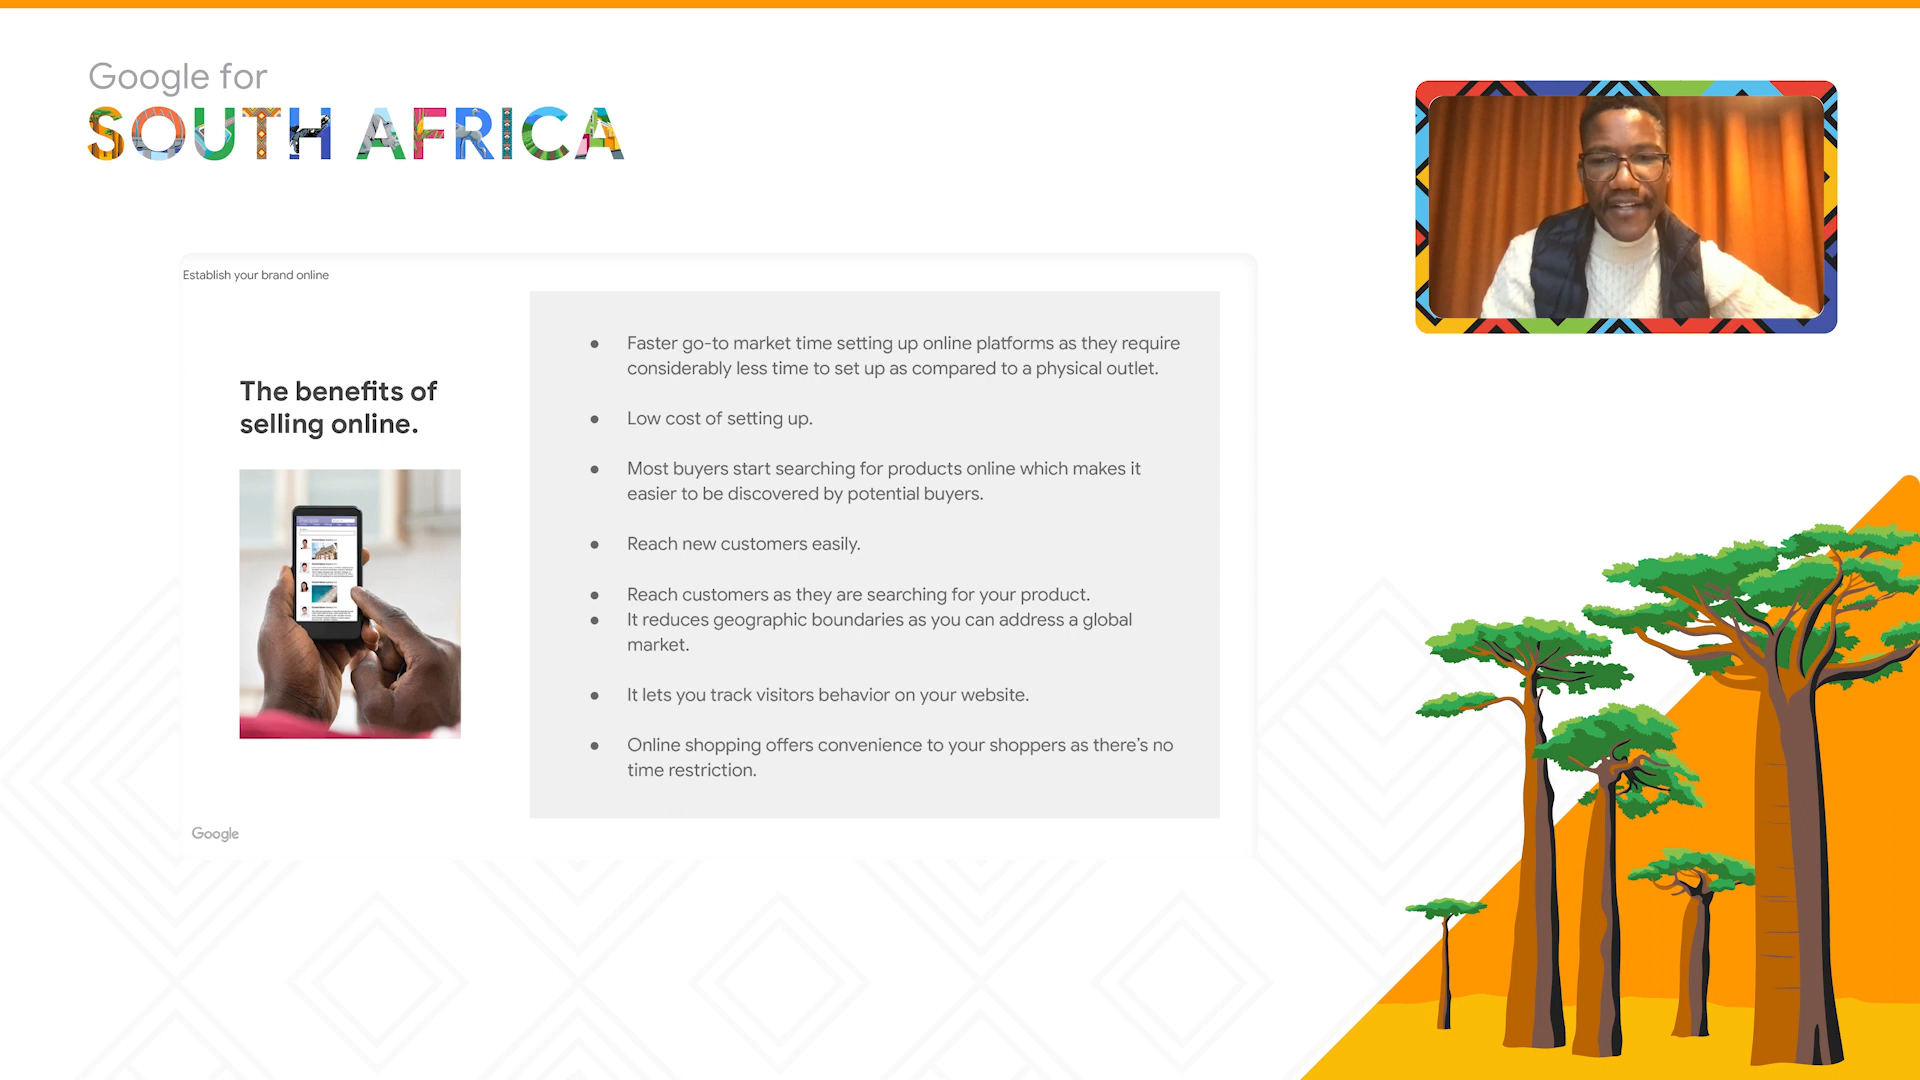 Google for
SOUTH AFRICA
Establish your brand online
The benefits of
selling online.
● Faster go-to market time setting up online platforms as they require
considerably less time to set up as compared to a physical outlet.
● Low cost of setting up.
● Most buyers start searching for products online which makes it
easier to be discovered by potential buyers.
● Reach new customers easily.
● Reach customers as they are searching for your product.
● It reduces geographic boundaries as you can address a global
market.
● It lets you track visitors behavior on your website.
● Online shopping offers convenience to your shoppers as there's no
time restriction.
Google